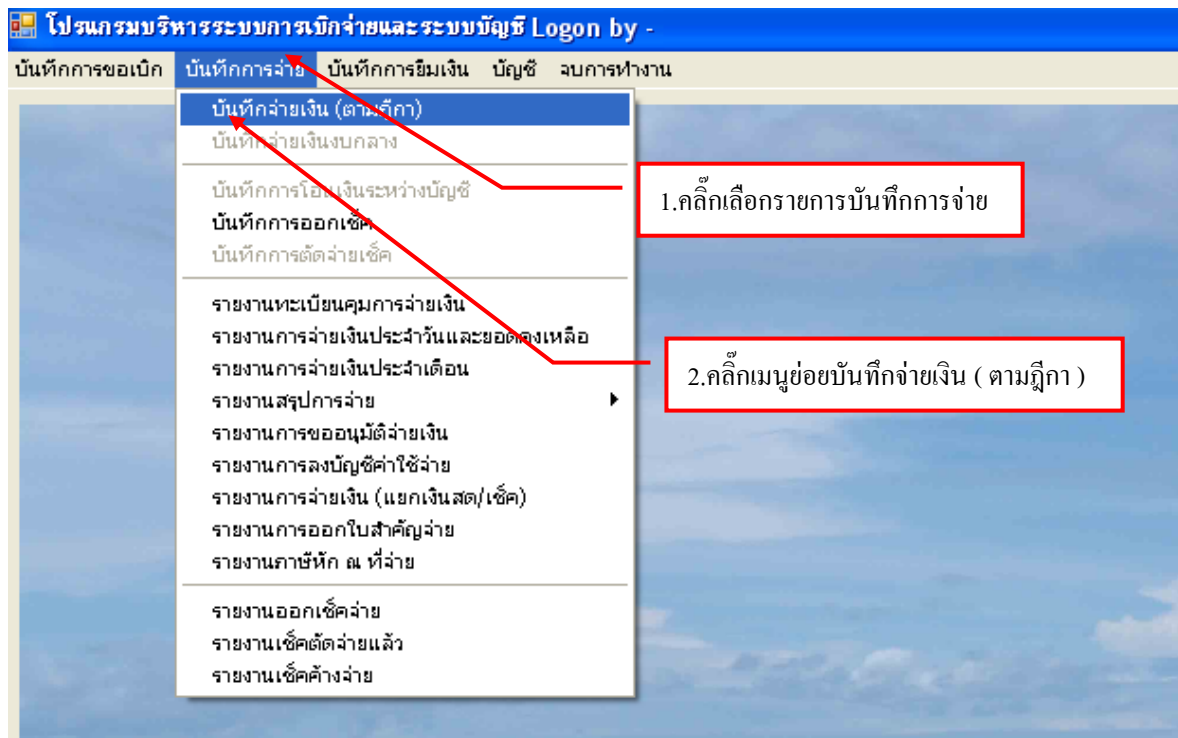 โปรแกรมบริหารระบบการเบิกจ่ายและระบบบัญชี Logon by -
บันทึกการขอเบิก บันทึกการจ่าย บันทึกการยืมเงิน บัญชี จบการทำงาน
บันทึกจ่ายเงิน (ตามฎีกา)
บันทึกจ่ายเงินงบกลาง
บันทึกการโอนเงินระหว่างบัญชี
1.คลิ๊กเลือกรายการบันทึกการจ่าย
บันทึกการออกเช็ค
บันทึกการตัดจ่ายเช็ค
รายงานทะเบียนคุมการจ่ายเงิน
รายงานการจ่ายเงินประจำวันและยอดคงเหลือ
รายงานการจ่ายเงินประจำเดือน
2.คลิ๊กเมนูย่อยบันทึกจ่ายเงิน ( ตามฎีกา )
รายงานสรุปการจ่าย
รายงานการขออนุมัติจ่ายเงิน
รายงานการลงบัญชีค่าใช้จ่าย
รายงานการจ่ายเงิน (แยกเงินสด/เช็ค)
รายงานการออกใบสำคัญจ่าย
รายงานภาษีหัก ณ ที่จ่าย
รายงานออกเช็คจ่าย
รายงานเช็คตัดจ่ายแล้ว
รายงานเช็คค้างจ่าย